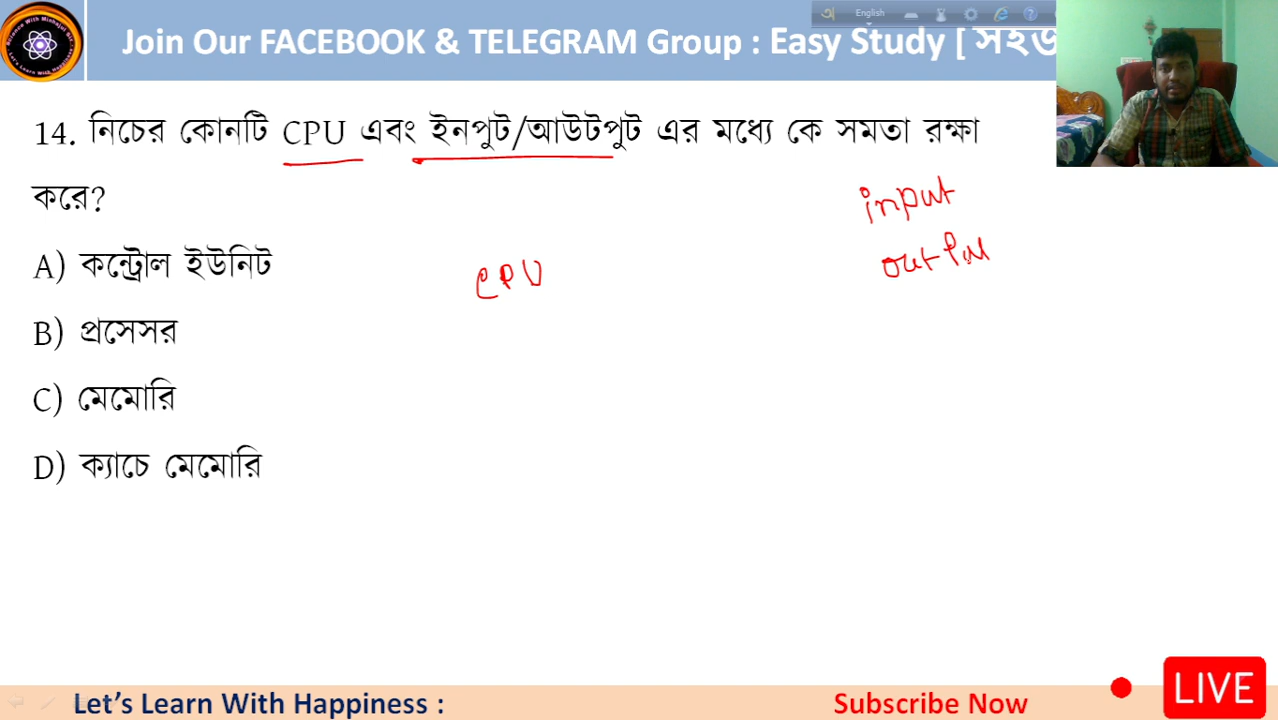 Join Our FACEBOOK & TELEGRAM Group : Easy Study [ সহজ
English
14. নিচের কোনটি CPU এবং ইনপুট/আউটপুট এর মধ্যে কে সমতা রক্ষা
করে?
input
output
A) কন্ট্রোল ইউনিট
CPU
B) প্রসেসর
C) মেমোরি
D) ক্যাচে মেমোরি
Let's Learn With Happiness :
Subscribe Now
LIVE